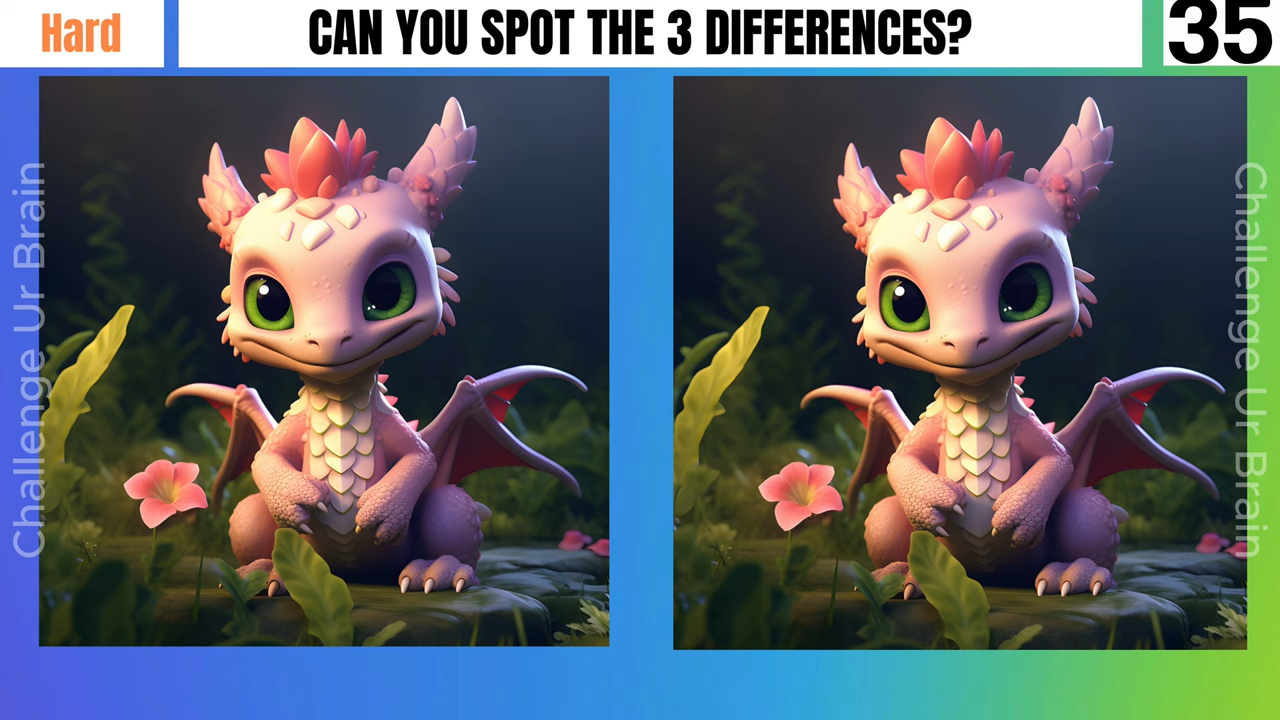 Hard
CAN YOU SPOT THE 3 DIFFERENCES?
35
Challenge Ur Brain
Challenge Ur Brain